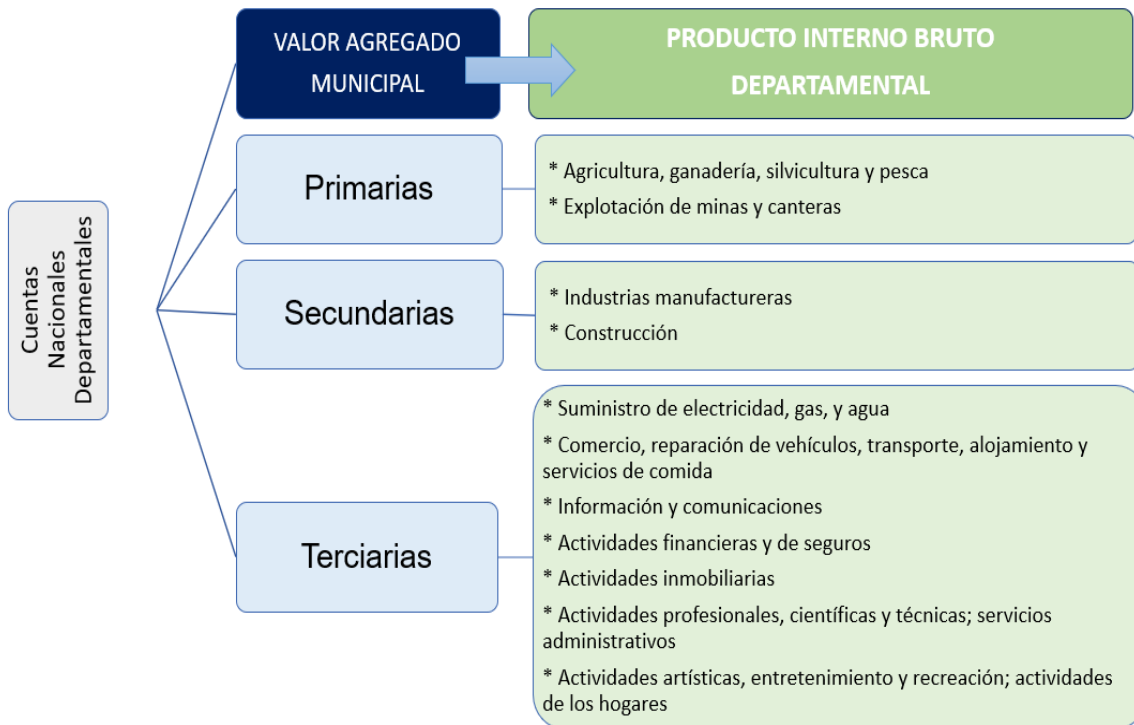 VALOR AGREGADO
MUNICIPAL
PRODUCTO INTERNO BRUTO
DEPARTAMENTAL
Cuentas
Nacionales
Departamentales
Primarias
* Agricultura, ganadería, silvicultura y pesca
* Explotación de minas y canteras
Secundarias
* Industrias manufactureras
* Construcción
Terciarias
* Suministro de electricidad, gas, y agua
* Comercio, reparación de vehículos, transporte, alojamiento y
servicios de comida
* Información y comunicaciones
* Actividades financieras y de seguros
* Actividades inmobiliarias
* Actividades profesionales, científicas y técnicas; servicios
administrativos
* Actividades artísticas, entretenimiento y recreación; actividades
de los hogares